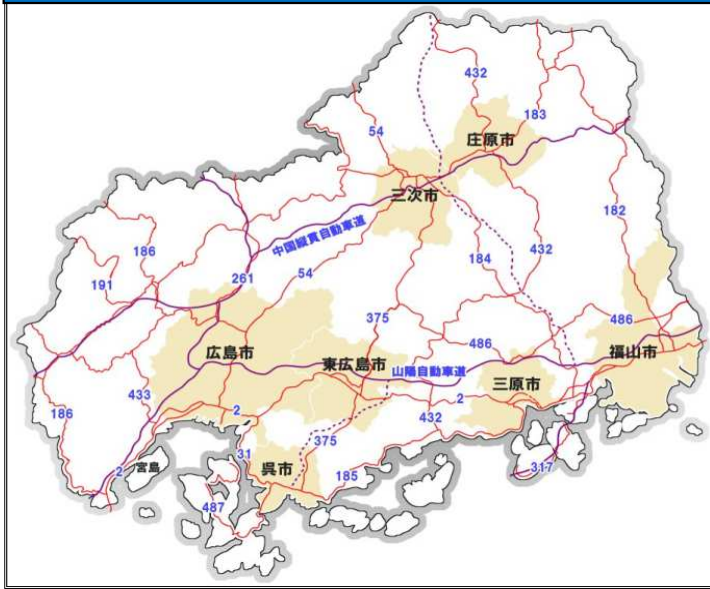 432
54
183
庄原市
三次市
182
中国縦貫自動車道
186
432
184
191
261
54
375
486
486
広島市
東広島市
山陽自動車道
福山市
三原市
433
2
2
432
186
31
375
2
宮島
呉市
185
317
487